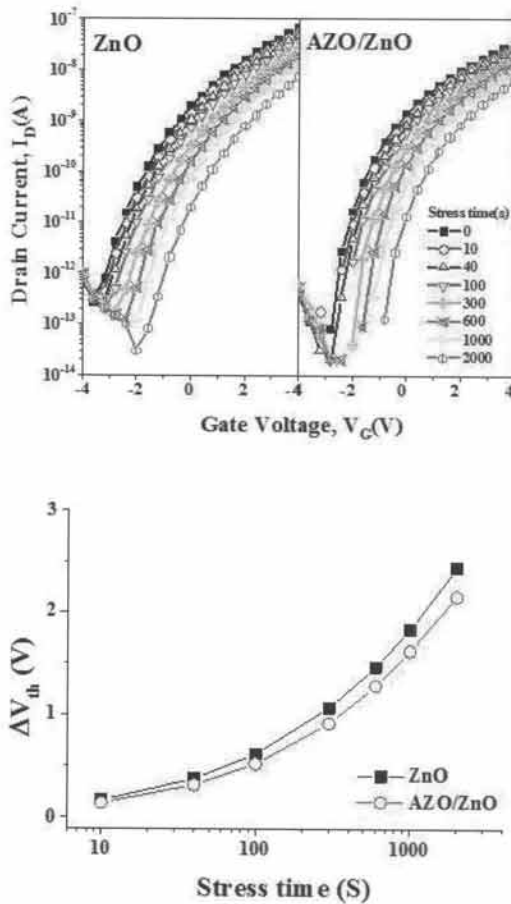 ZnO
AZO/ZnO
Drain Current, I_D(A)
10⁻⁷
10⁻⁸
10⁻⁹
10⁻¹⁰
10⁻¹¹
10⁻¹²
10⁻¹³
10⁻¹⁴
Stress time(s)
0
10
40
100
300
600
1000
2000
-4 -2 0 2 4 -4 -2 0 2 4
Gate Voltage, V_G(V)
ΔV_th (V)
3
2
1
0
ZnO
AZO/ZnO
10 100 1000
Stress time (S)